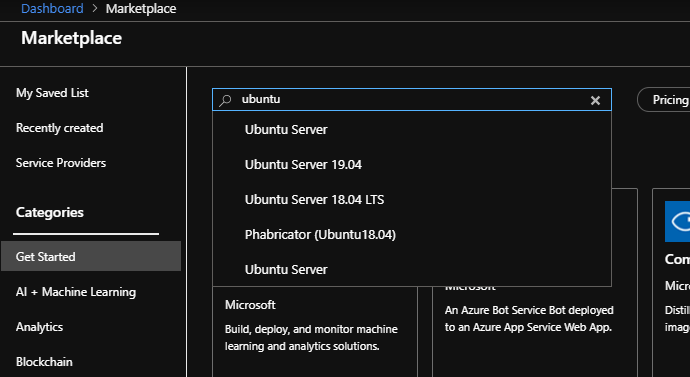 Dashboard > Marketplace
Marketplace
My Saved List
Recently created
Service Providers
Categories
Get Started
AI + Machine Learning
Analytics
Blockchain
ubuntu
Pricing
Ubuntu Server
Ubuntu Server 19.04
Ubuntu Server 18.04 LTS
Phabricator (Ubuntu18.04)
Ubuntu Server
Microsoft
Build, deploy, and monitor machine
learning and analytics solutions.
Microsoft
An Azure Bot Service Bot deployed
to an Azure App Service Web App.
Com
Micro
Distil
image